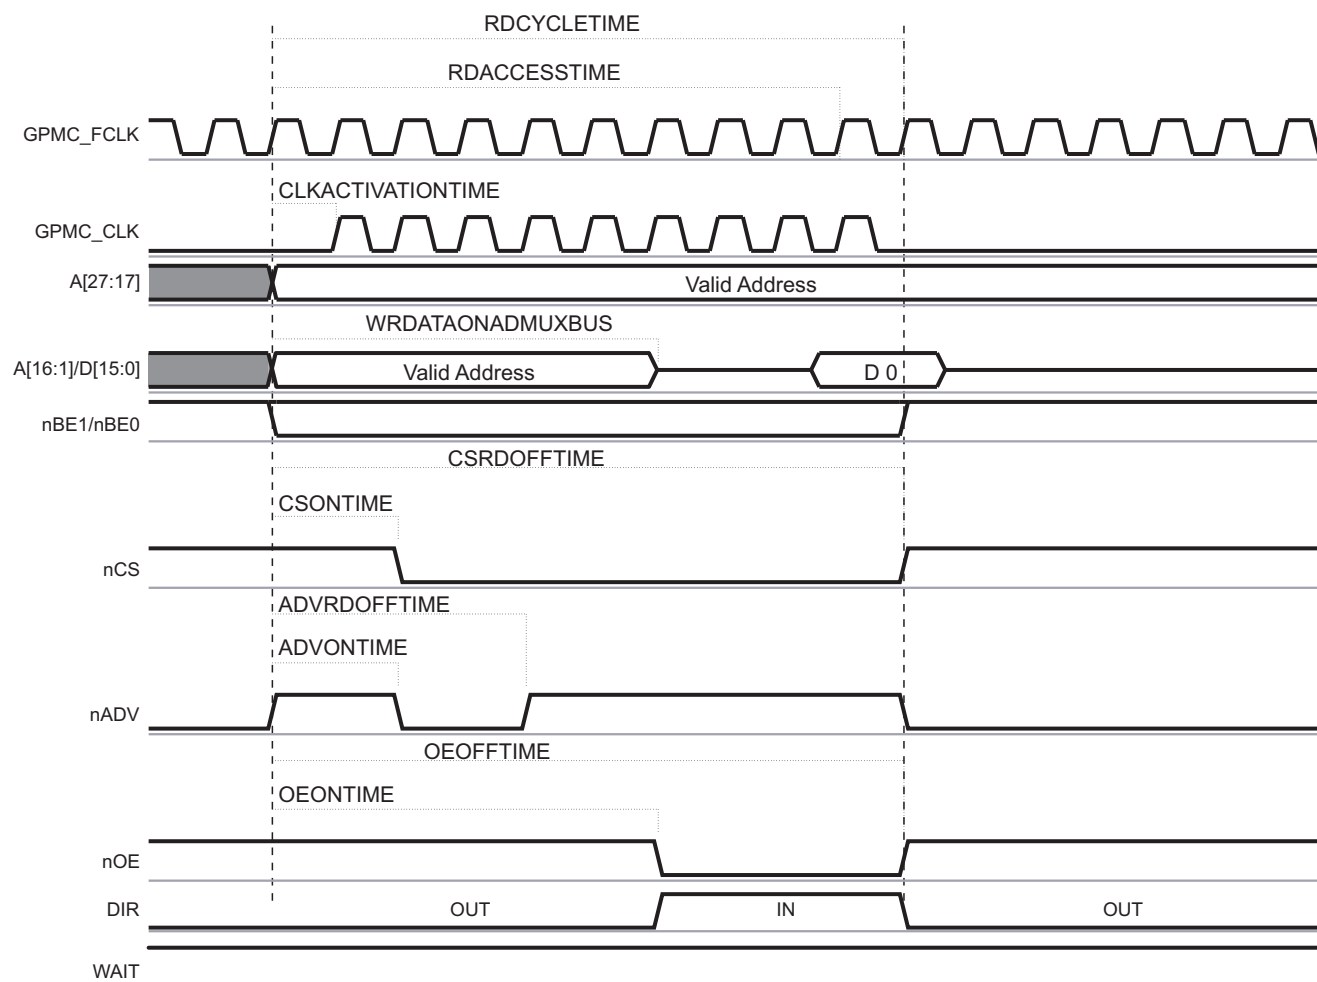 RDCYCLETIME
RDACCESSTIME
GPMC_FCLK
CLKACTIVATIONTIME
GPMC_CLK
A[27:17]
Valid Address
WRDATAONADMUXBUS
A[16:1]/D[15:0]
Valid Address
D 0
nBE1/nBE0
CSRDOFFTIME
CSONTIME
nCS
ADVRDOFFTIME
ADVONTIME
nADV
OEOFFTIME
OEONTIME
nOE
DIR
OUT
IN
OUT
WAIT